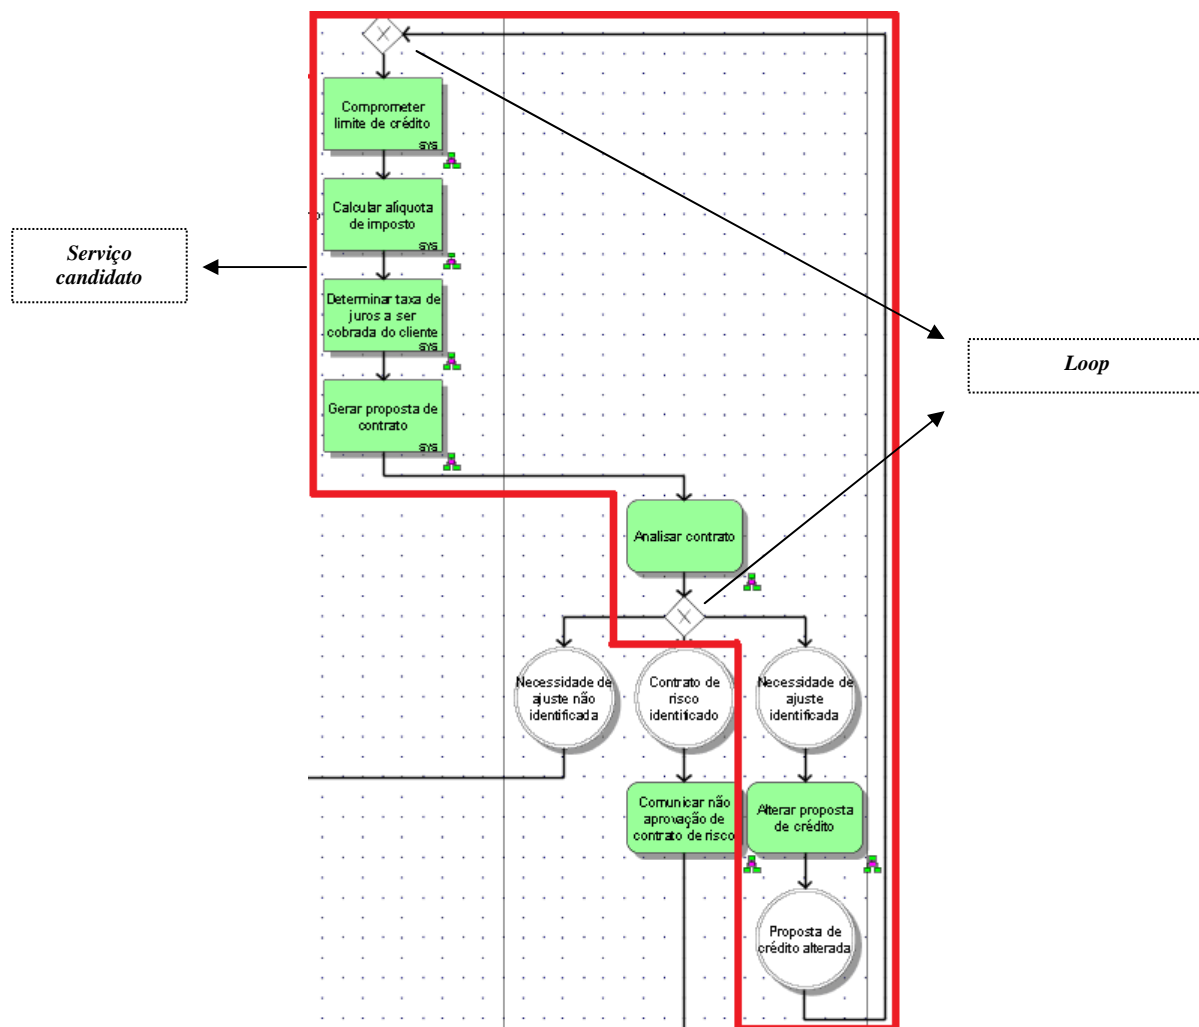 Comprometer
limite de crédito
SYS
Calcular alíquota
de imposto
SYS
Serviço
candidato
Determinar taxa de
juros a ser
cobrada do cliente
SYS
Loop
Gerar proposta de
contrato
SYS
Analisar contrato
Necessidade de
ajuste não
identificada
Contrato de
risco
identificado
Necessidade de
ajuste
identificada
Comunicar não
aprovação de
contrato de risco
Alterar proposta
de crédito
Proposta de
crédito alterada